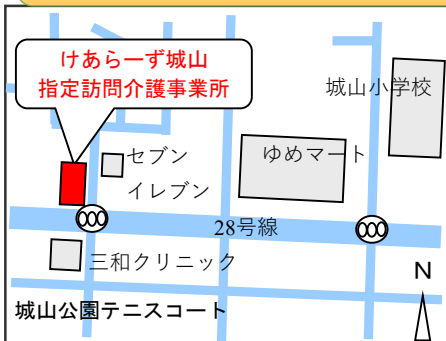 けあらーず城山
指定訪問介護事業所
城山小学校
セブン
イレブン
ゆめマート
28号線
三和クリニック
N
城山公園テニスコート